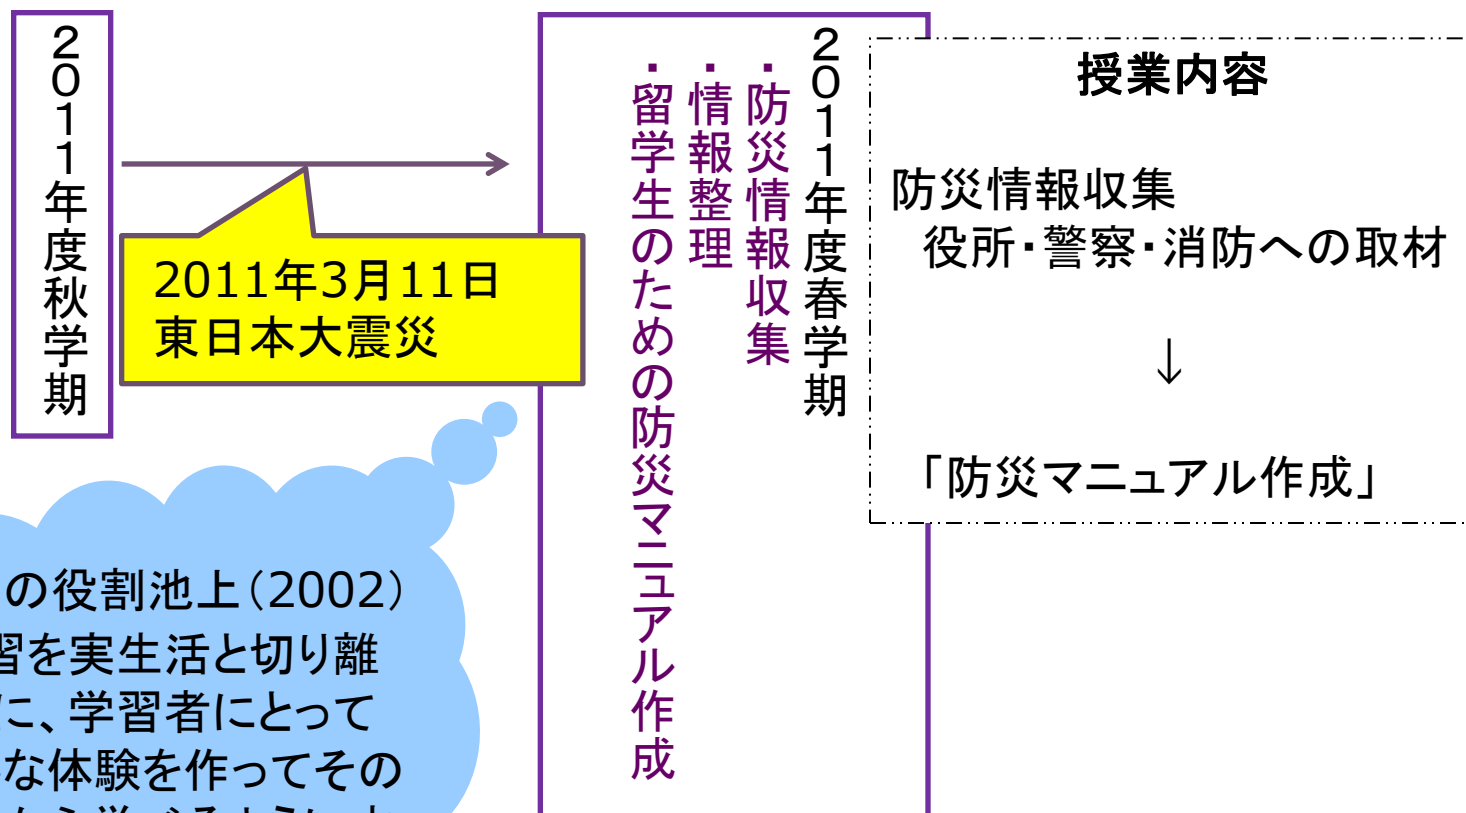 2011年度秋学期
2011年3月11日
東日本大震災
2011年度春学期
・防災情報収集
・情報整理
・留学生のための防災マニュアル作成
授業内容
防災情報収集
役所・警察・消防への取材
↓
「防災マニュアル作成」
の役割池上（2002）
習を実生活と切り離
に、学習者にとって
な体験を作ってその